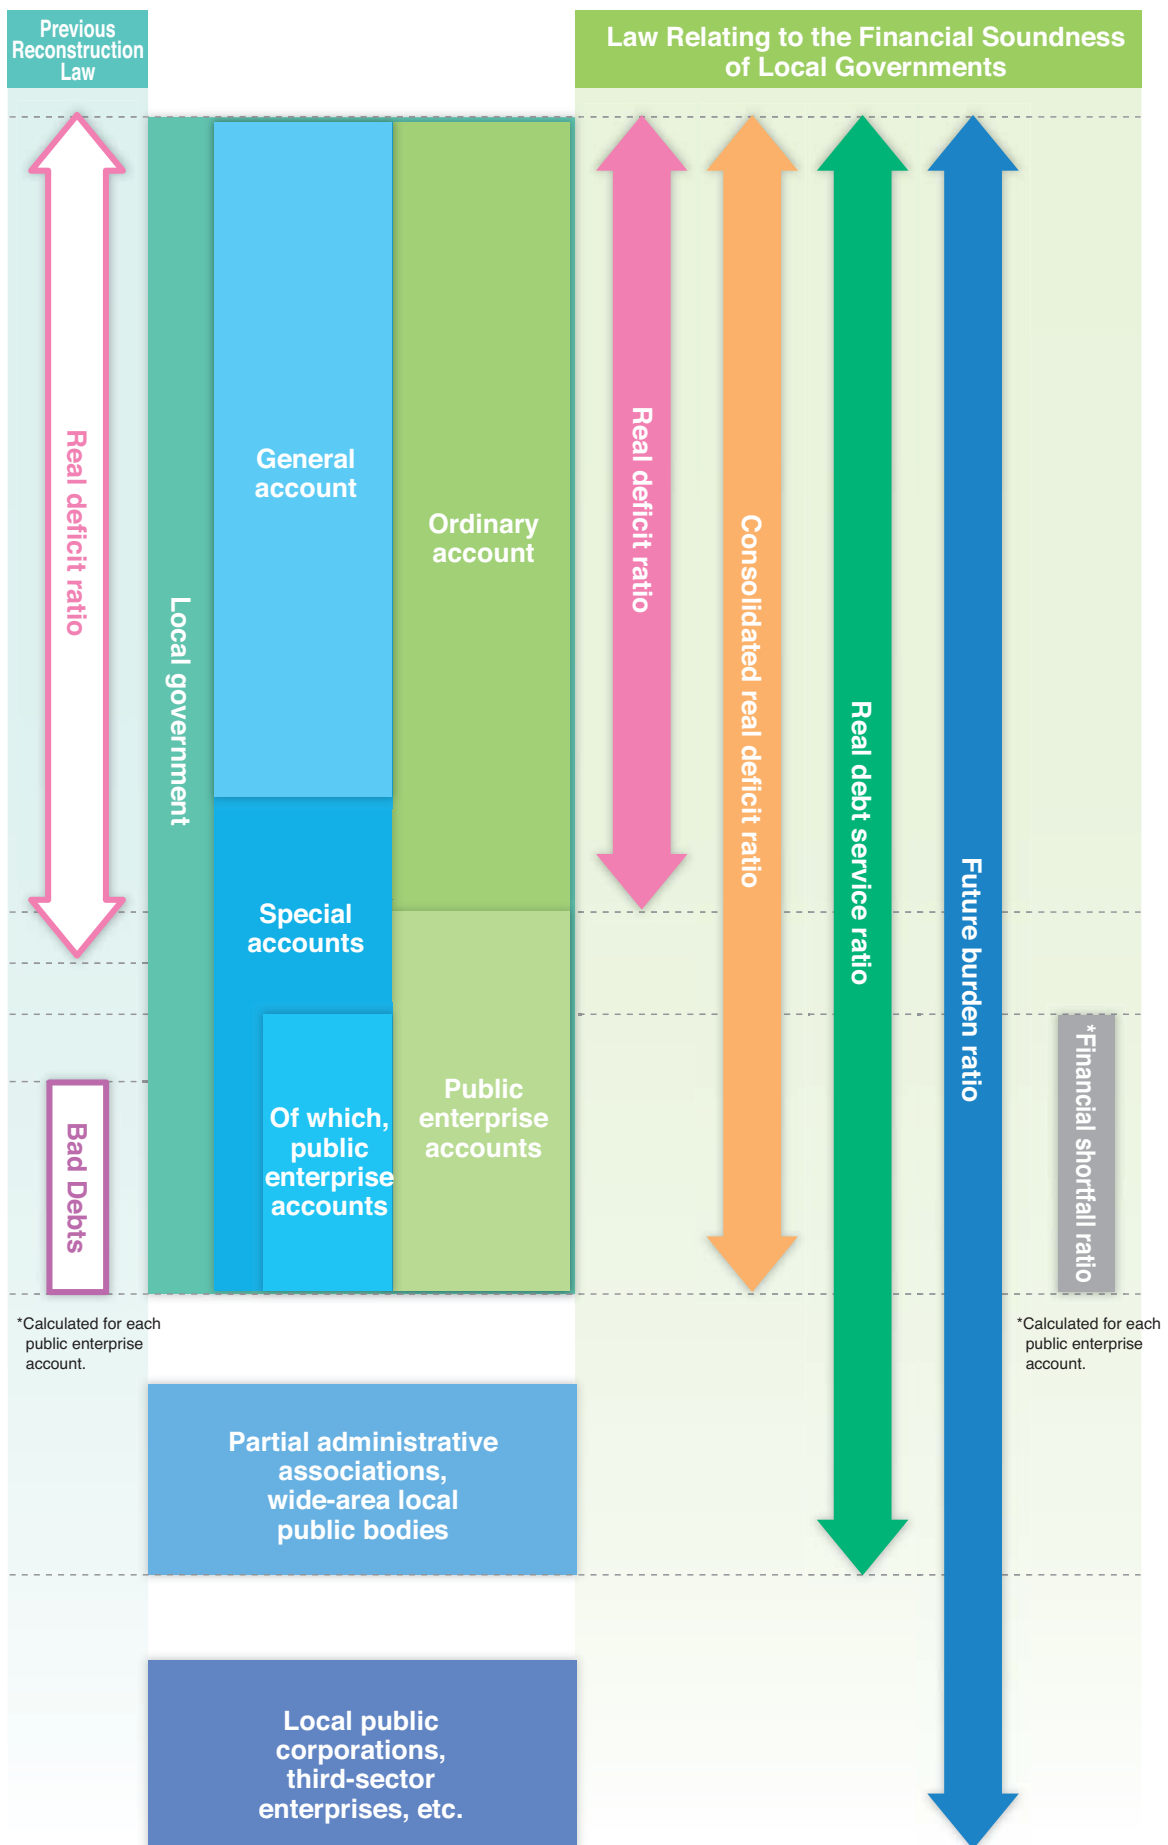 Previous
Reconstruction
Law
Law Relating to the Financial Soundness
of Local Governments
Real deficit ratio
Bad Debts
*Calculated for each
public enterprise
account.
Local government
General
account
Ordinary
account
Special
accounts
Of which,
public
enterprise
accounts
Public
enterprise
accounts
Partial administrative
associations,
wide-area local
public bodies
Local public
corporations,
third-sector
enterprises, etc.
Real deficit ratio
Consolidated real deficit ratio
Real debt service ratio
Future burden ratio
*Financial shortfall ratio
*Calculated for each
public enterprise
account.